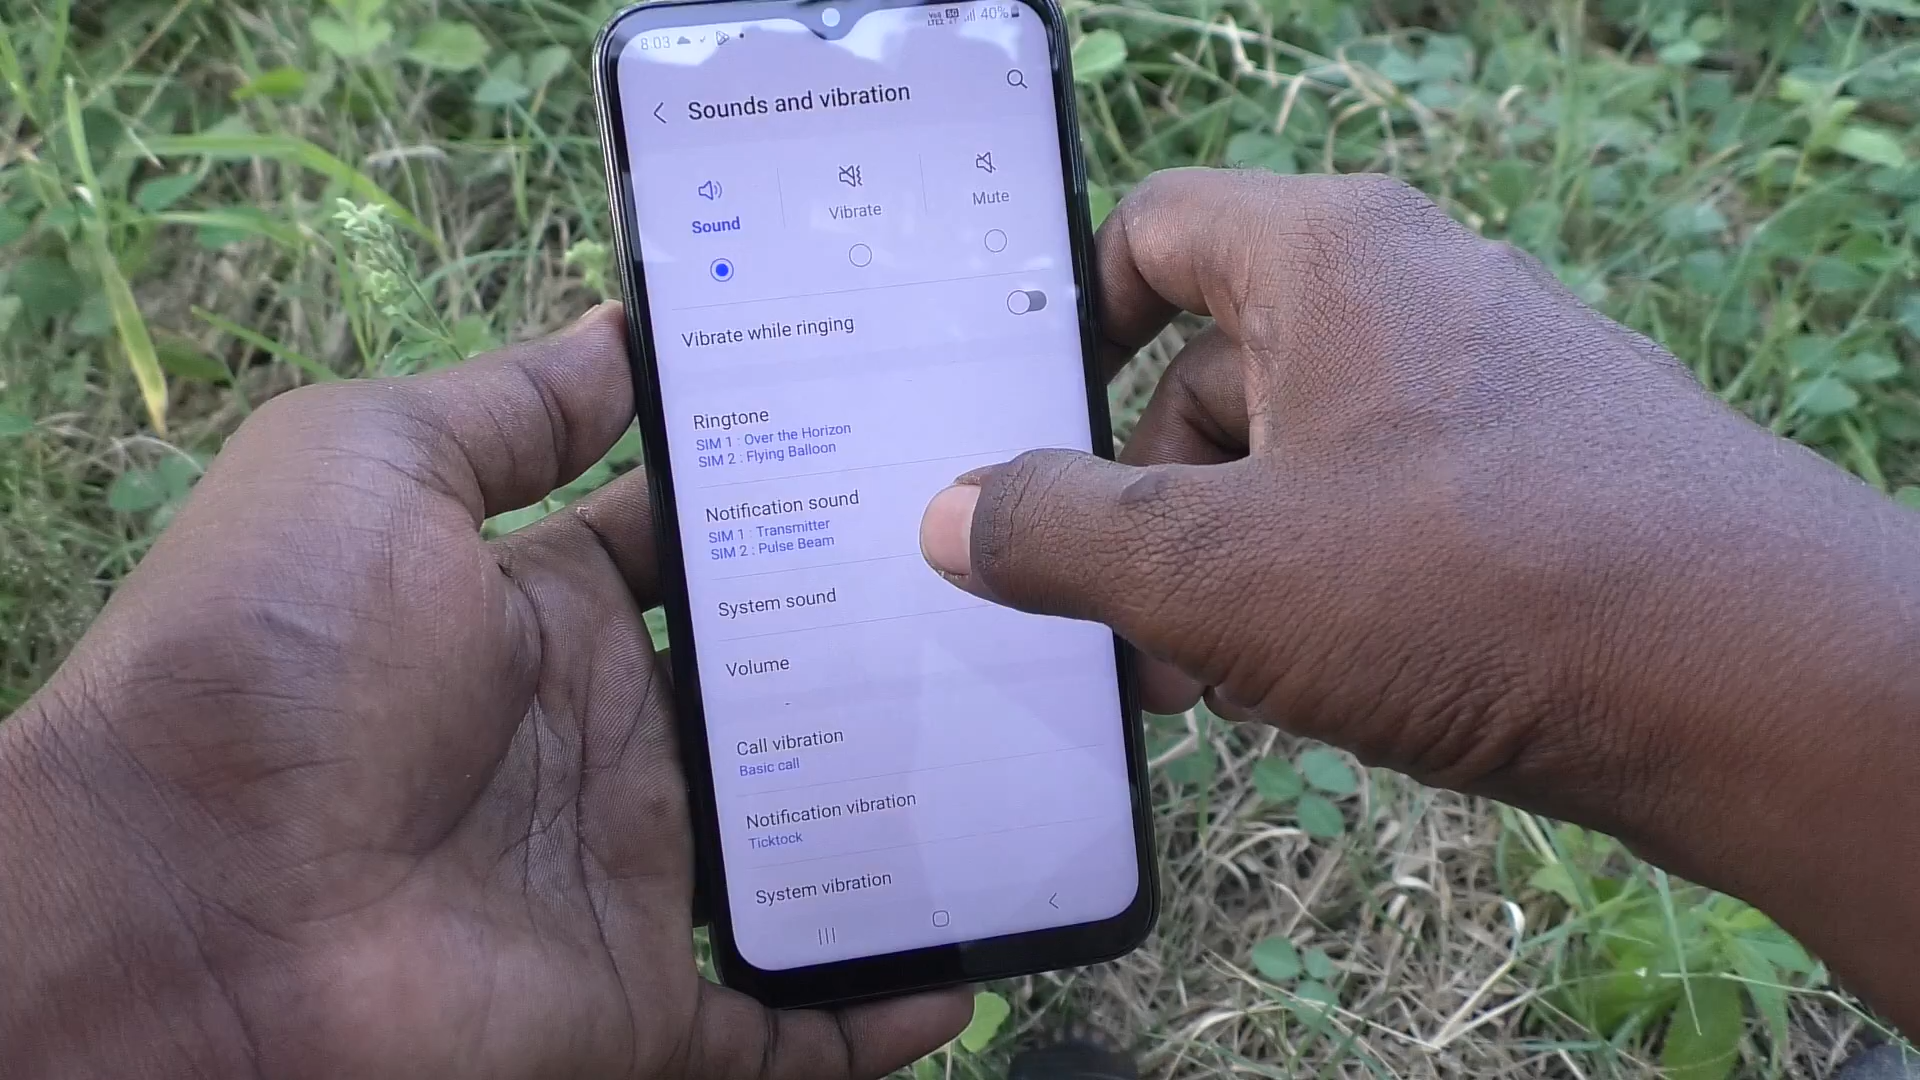 8:03
40%
Sounds and vibration
Sound
Vibrate
Mute
Vibrate while ringing
Ringtone
SIM 1 : Over the Horizon
SIM 2 : Flying Balloon
Notification sound
SIM 1 : Transmitter
SIM 2 : Pulse Beam
System sound
Volume
Call vibration
Basic call
Notification vibration
Ticktock
System vibration